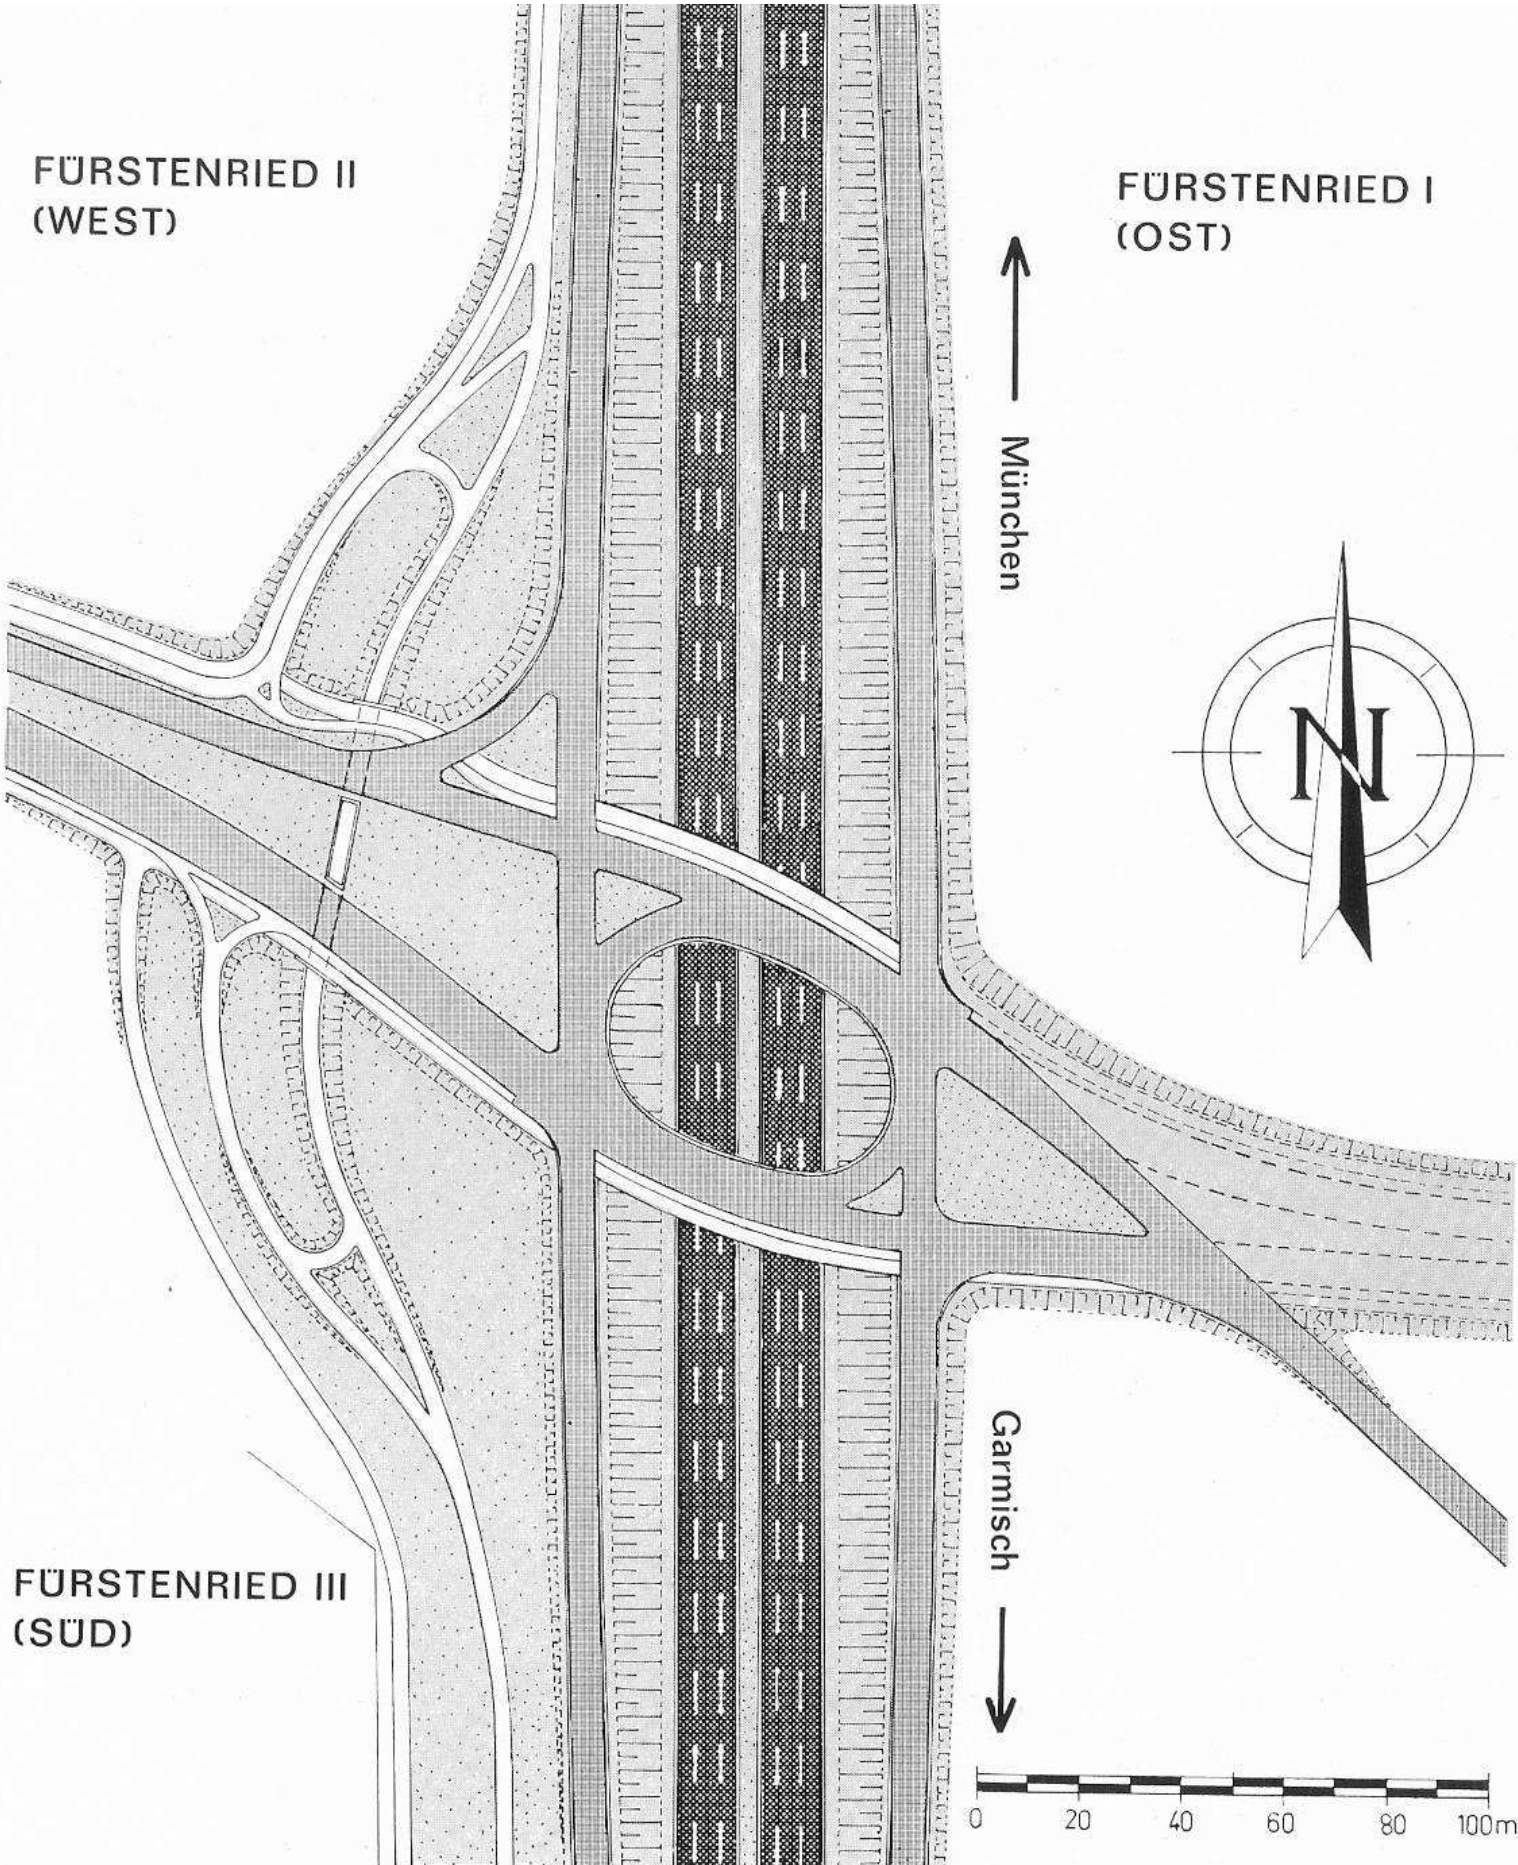 FÜRSTENRIED II
(WEST)
FÜRSTENRIED I
(OST)
München
N
Garmisch
FÜRSTENRIED III
(SÜD)
0 20 40 60 80 100m